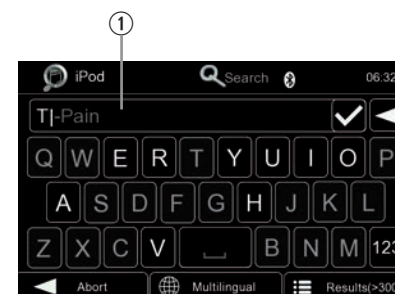 ①
iPod Search 06:32
T|-Pain
Q W E R T Y U I O P
A S D F G H J K L
Z X C V B N M 123
Abort Multilingual Results(>300